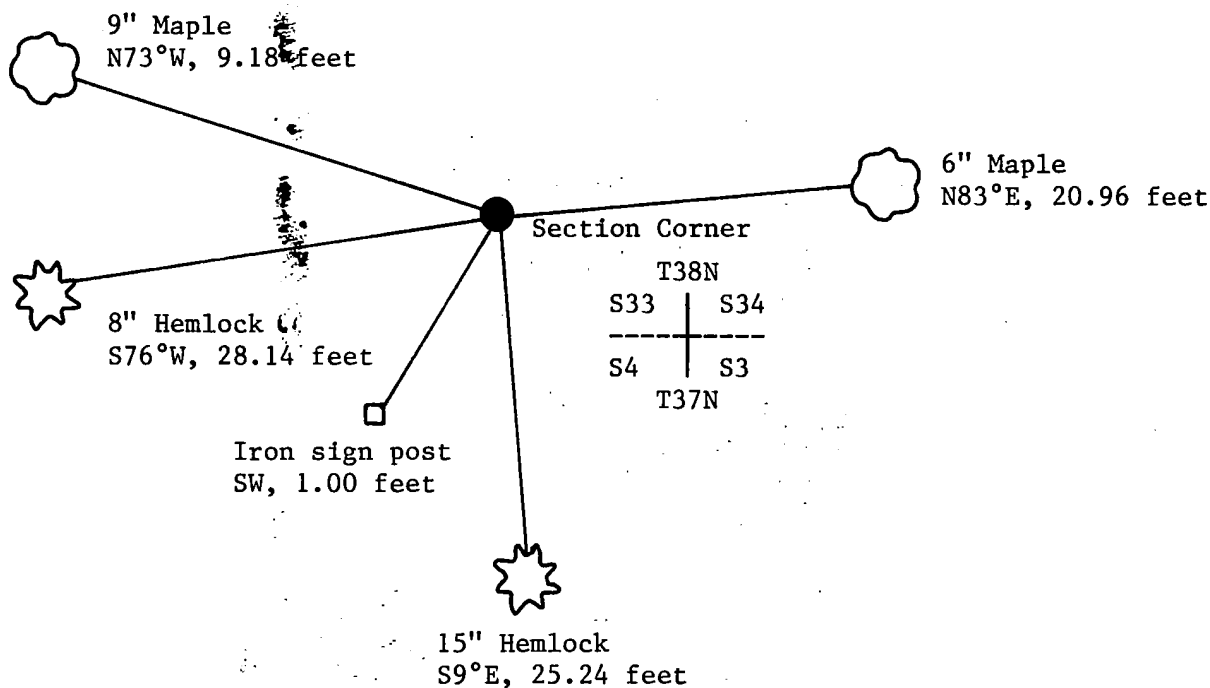 9" Maple
N73°W, 9.18 feet
6" Maple
N83°E, 20.96 feet
Section Corner
T38N
S33 S34
S4 S3
T37N
8" Hemlock
S76°W, 28.14 feet
Iron sign post
SW, 1.00 feet
15" Hemlock
S9°E, 25.24 feet